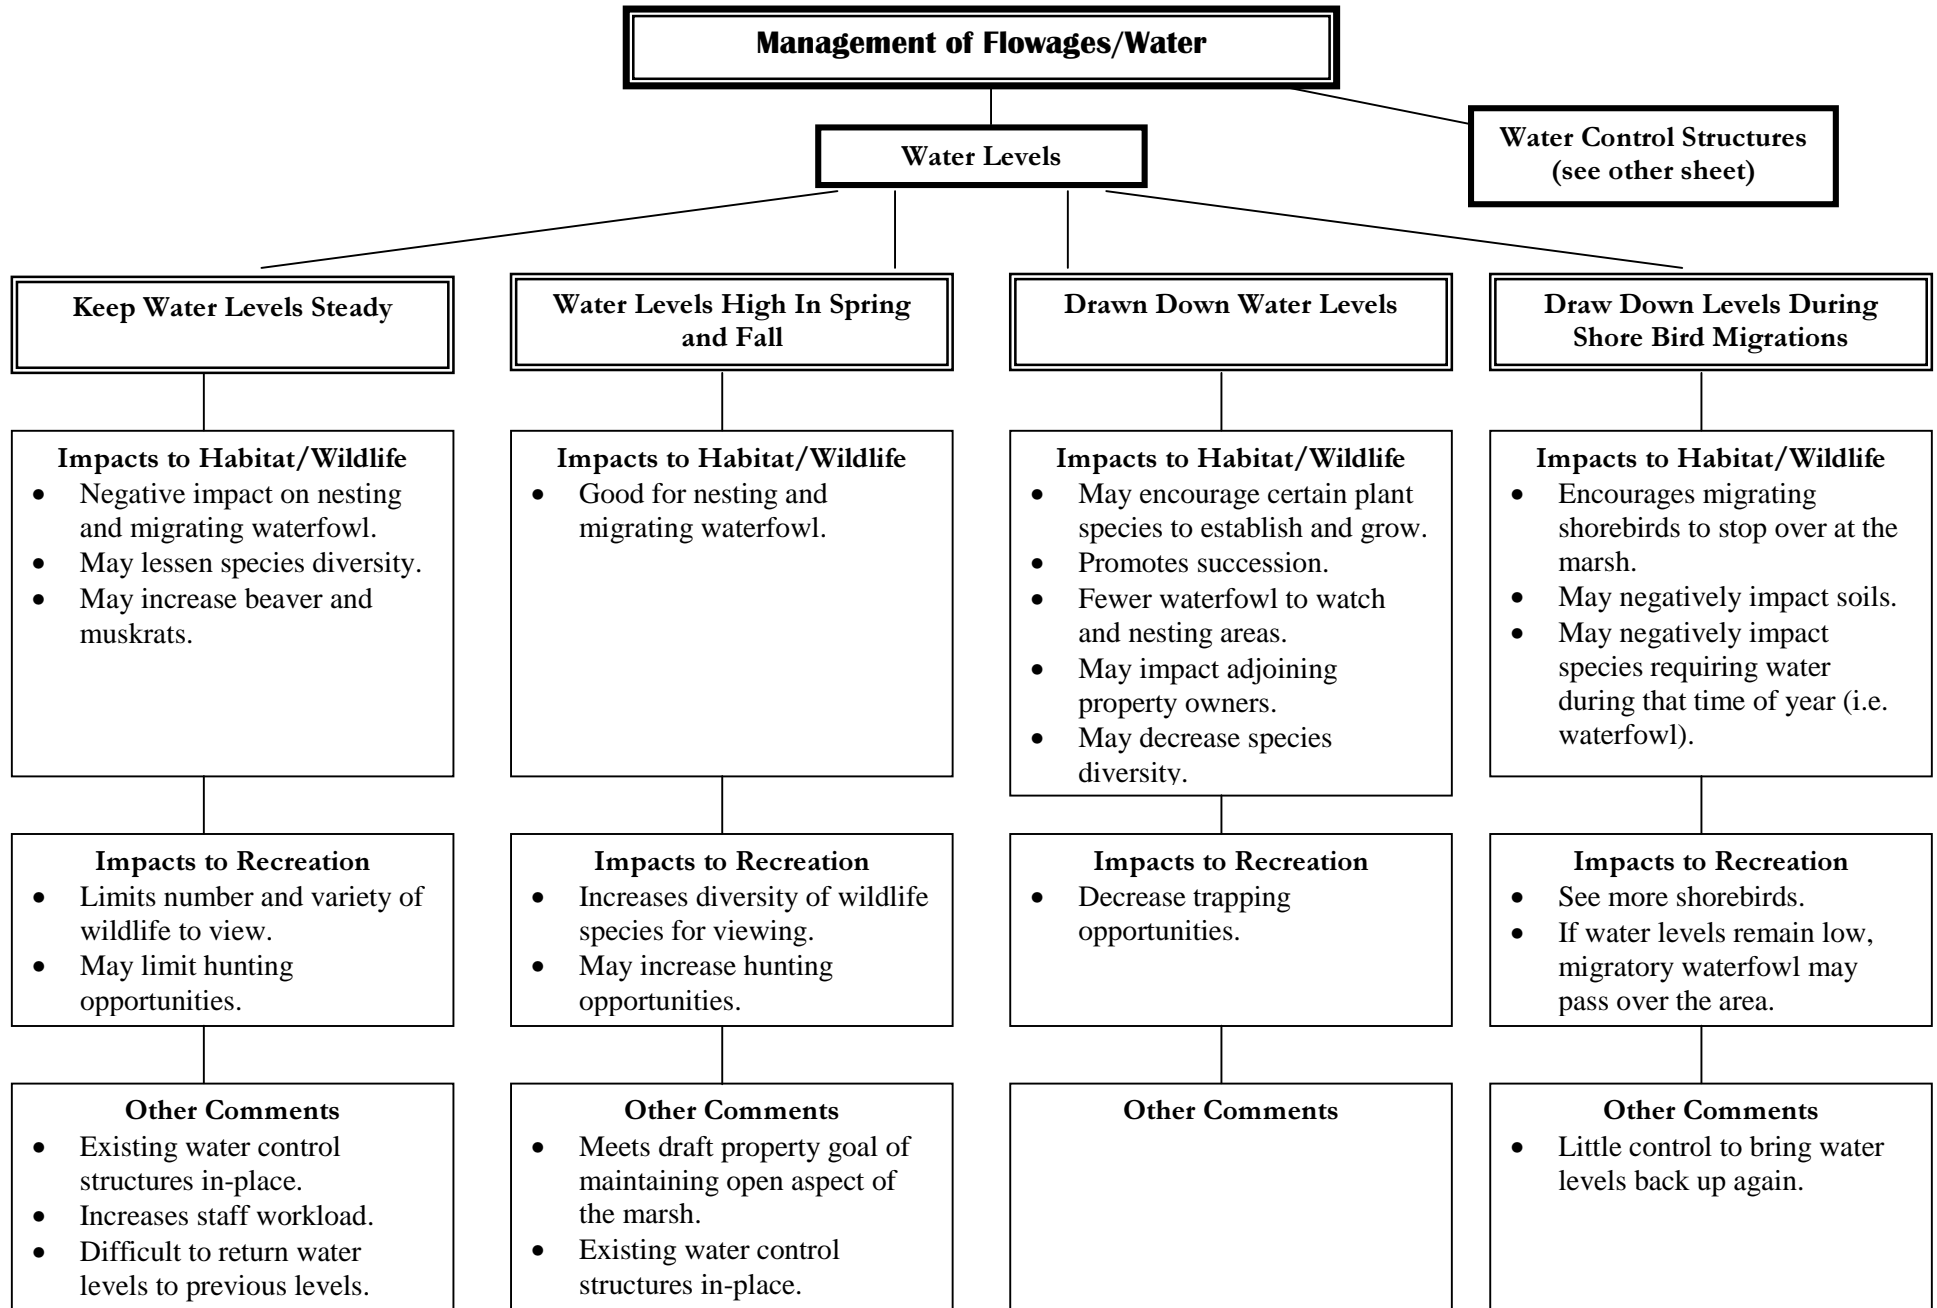 Management of Flowages/Water
Water Levels
Water Control Structures
(see other sheet)
Keep Water Levels Steady
Water Levels High In Spring
and Fall
Drawn Down Water Levels
Draw Down Levels During
Shore Bird Migrations
Impacts to Habitat/Wildlife
• Negative impact on nesting
and migrating waterfowl.
• May lessen species diversity.
• May increase beaver and
muskrats.
Impacts to Habitat/Wildlife
• Good for nesting and
migrating waterfowl.
Impacts to Habitat/Wildlife
• May encourage certain plant
species to establish and grow.
• Promotes succession.
• Fewer waterfowl to watch
and nesting areas.
• May impact adjoining
property owners.
• May decrease species
diversity.
Impacts to Habitat/Wildlife
• Encourages migrating
shorebirds to stop over at the
marsh.
• May negatively impact soils.
• May negatively impact
species requiring water
during that time of year (i.e.
waterfowl).
Impacts to Recreation
• Limits number and variety of
wildlife to view.
• May limit hunting
opportunities.
Impacts to Recreation
• Increases diversity of wildlife
species for viewing.
• May increase hunting
opportunities.
Impacts to Recreation
• Decrease trapping
opportunities.
Impacts to Recreation
• See more shorebirds.
• If water levels remain low,
migratory waterfowl may
pass over the area.
Other Comments
• Existing water control
structures in-place.
• Increases staff workload.
• Difficult to return water
levels to previous levels.
Other Comments
• Meets draft property goal of
maintaining open aspect of
the marsh.
• Existing water control
structures in-place.
Other Comments
Other Comments
• Little control to bring water
levels back up again.